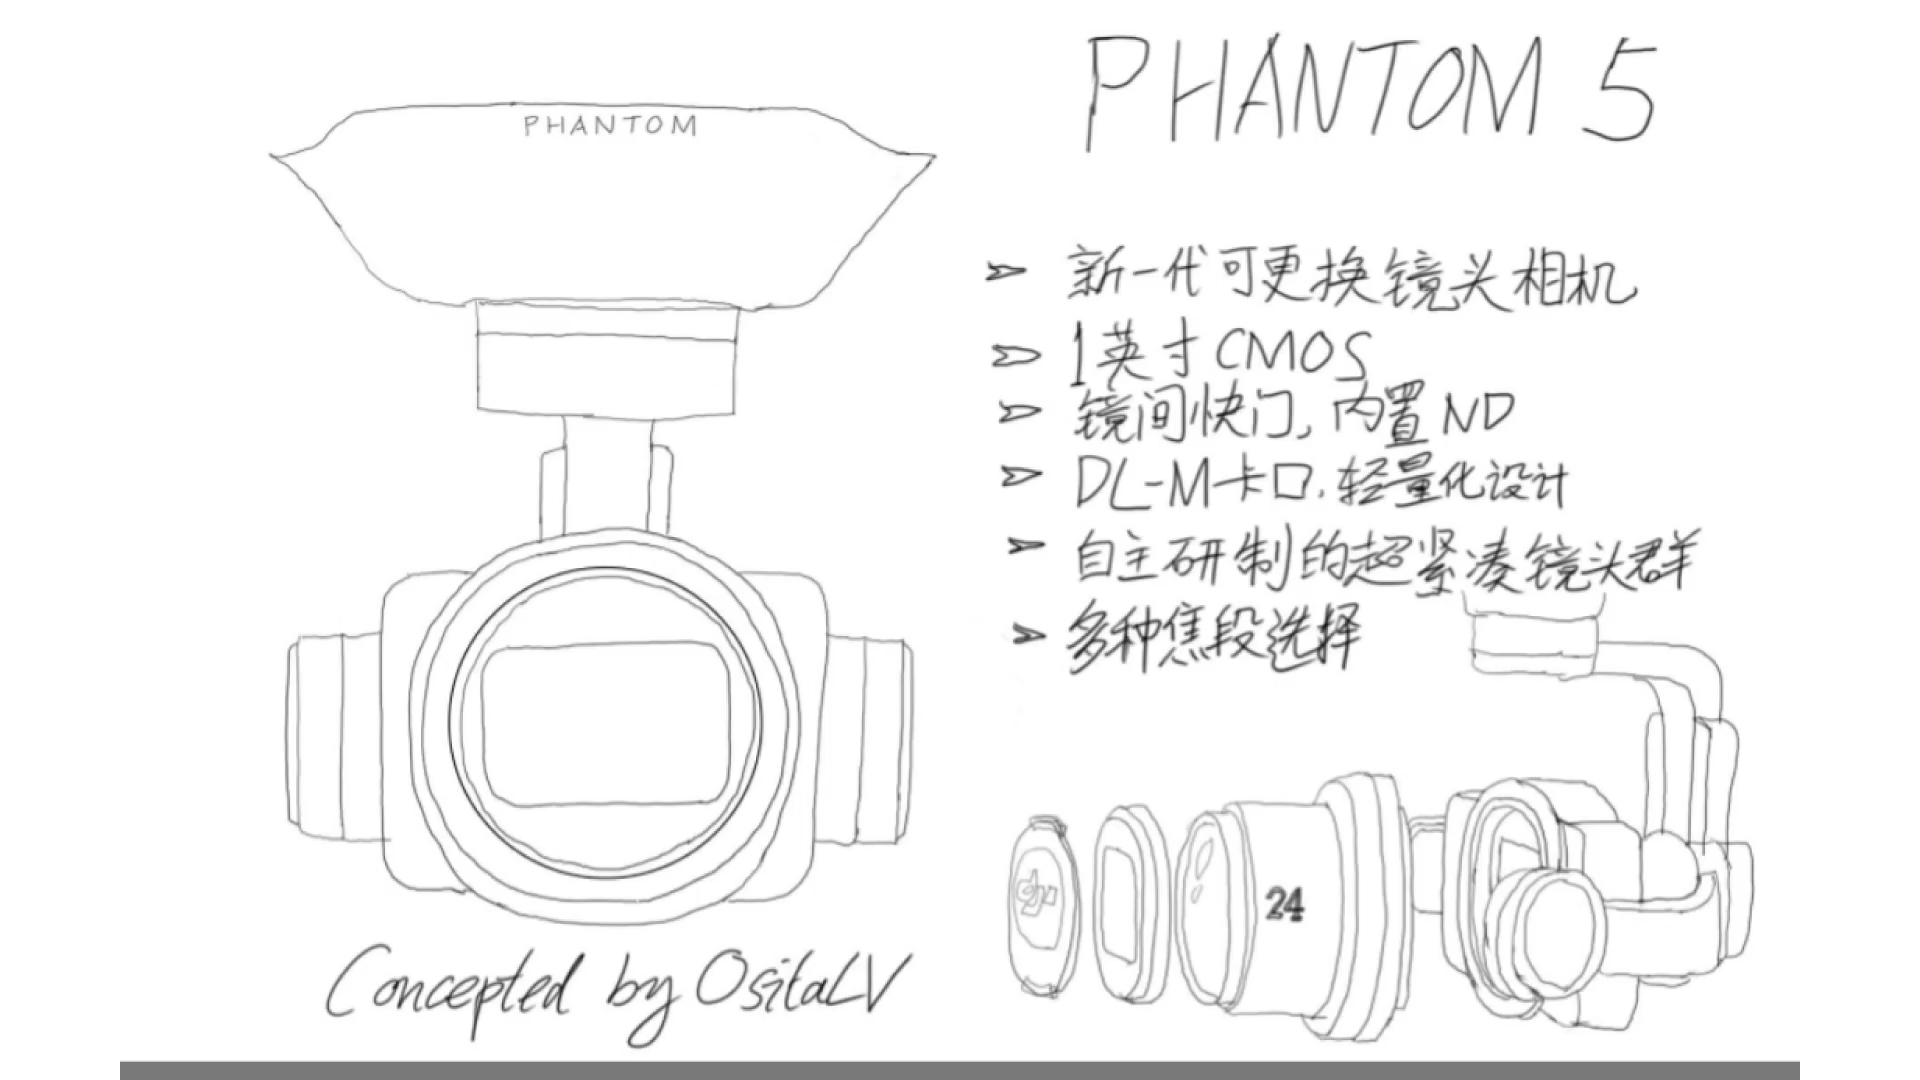 PHANTOM 5
PHANTOM
新一代可更换镜头相机
1英寸CMOS
镜间快门,内置ND
DL-M卡口.轻量化设计
自主研制的超紧凑镜头群
多种焦段选择
dji
24
Concepted by OsitaLV